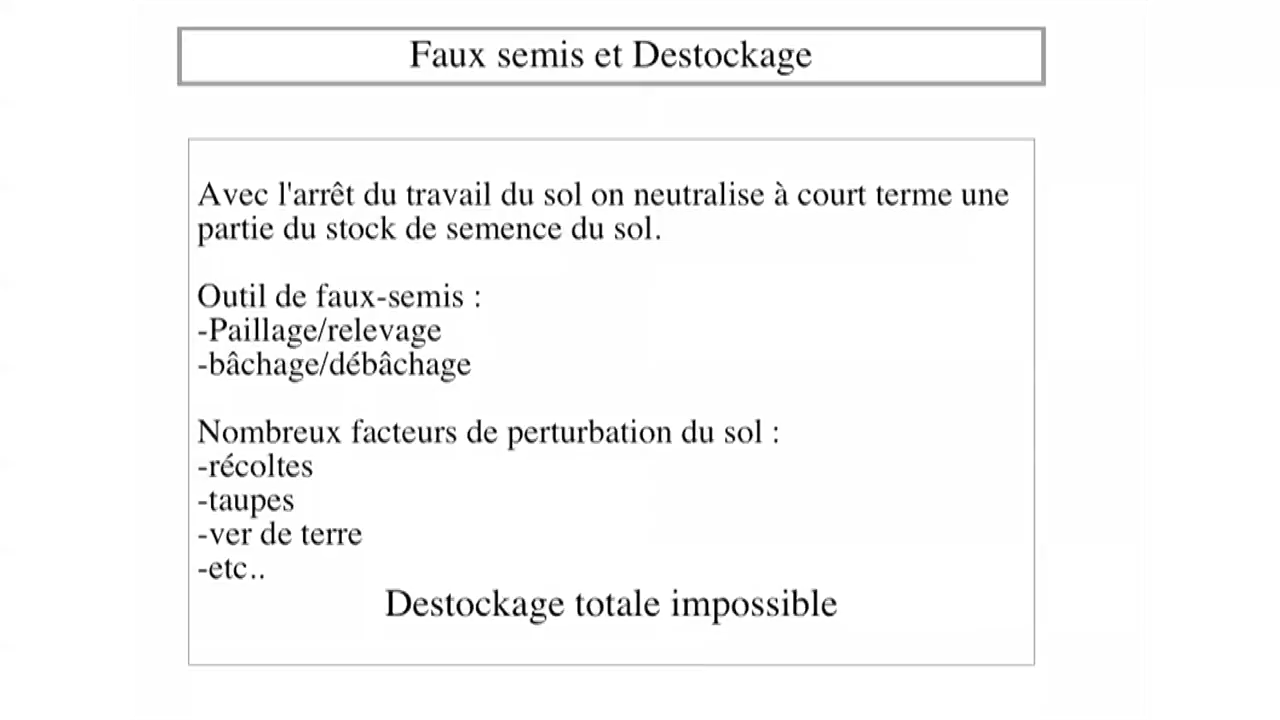 Faux semis et Destockage
Avec l'arrêt du travail du sol on neutralise à court terme une
partie du stock de semence du sol.
Outil de faux-semis :
-Paillage/relevage
-bâchage/débâchage
Nombreux facteurs de perturbation du sol :
-récoltes
-taupes
-ver de terre
-etc..
Destockage totale impossible